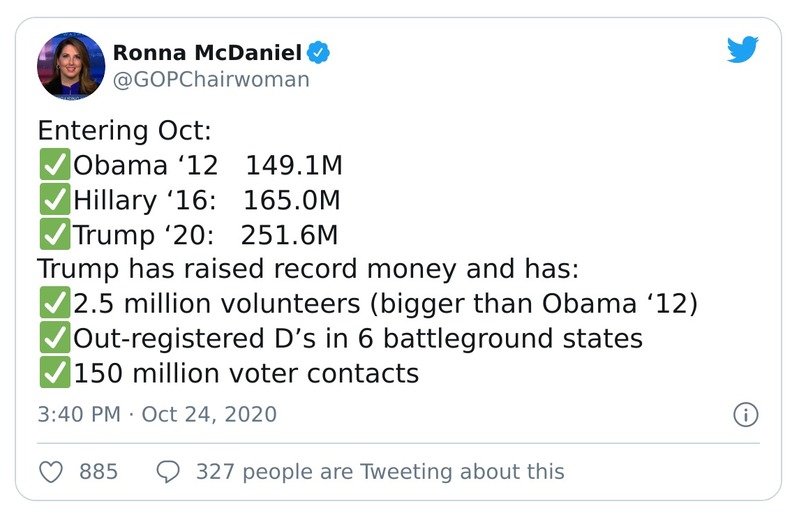 Ronna McDaniel
@GOPChairwoman
Entering Oct:
✅Obama ‘12 149.1M
✅Hillary ‘16: 165.0M
✅Trump ‘20: 251.6M
Trump has raised record money and has:
✅2.5 million volunteers (bigger than Obama ‘12)
✅Out-registered D’s in 6 battleground states
✅150 million voter contacts
3:40 PM · Oct 24, 2020
885 327 people are Tweeting about this